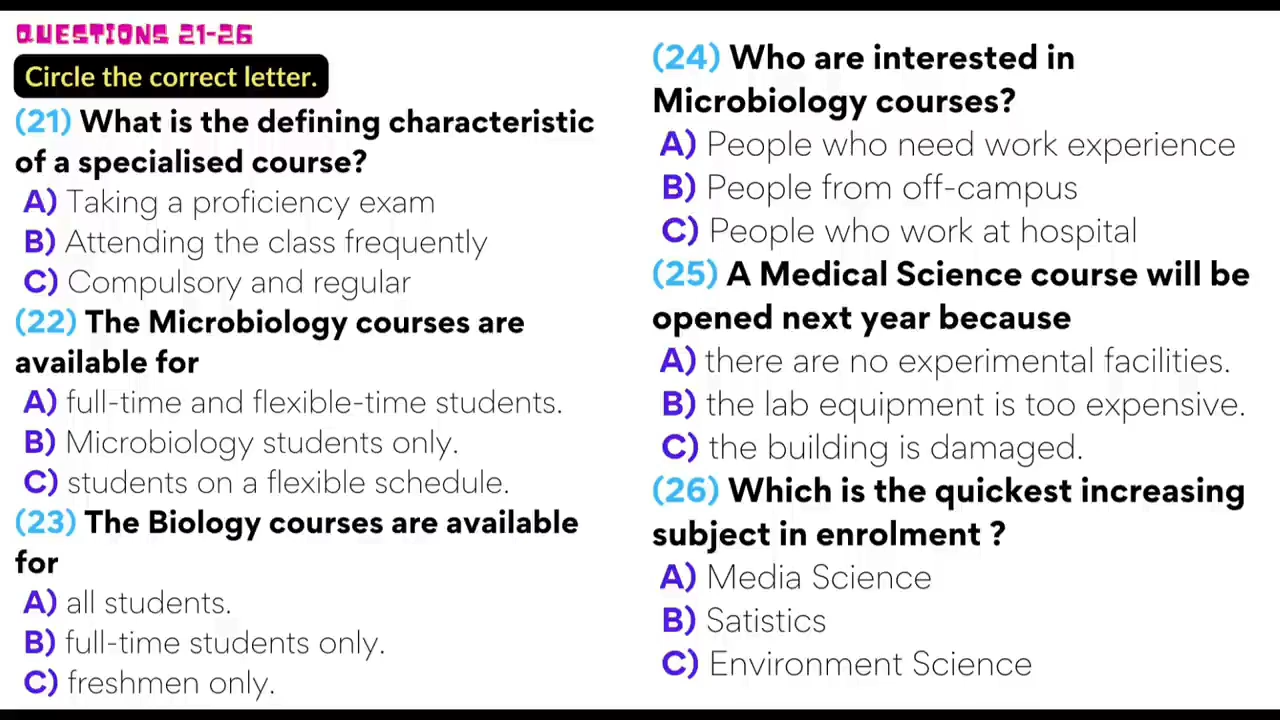 QUESTIONS 21-26
Circle the correct letter.
(21) What is the defining characteristic
of a specialised course?
A) Taking a proficiency exam
B) Attending the class frequently
C) Compulsory and regular
(22) The Microbiology courses are
available for
A) full-time and flexible-time students.
B) Microbiology students only.
C) students on a flexible schedule.
(23) The Biology courses are available
for
A) all students.
B) full-time students only.
C) freshmen only.
(24) Who are interested in
Microbiology courses?
A) People who need work experience
B) People from off-campus
C) People who work at hospital
(25) A Medical Science course will be
opened next year because
A) there are no experimental facilities.
B) the lab equipment is too expensive.
C) the building is damaged.
(26) Which is the quickest increasing
subject in enrolment ?
A) Media Science
B) Satistics
C) Environment Science